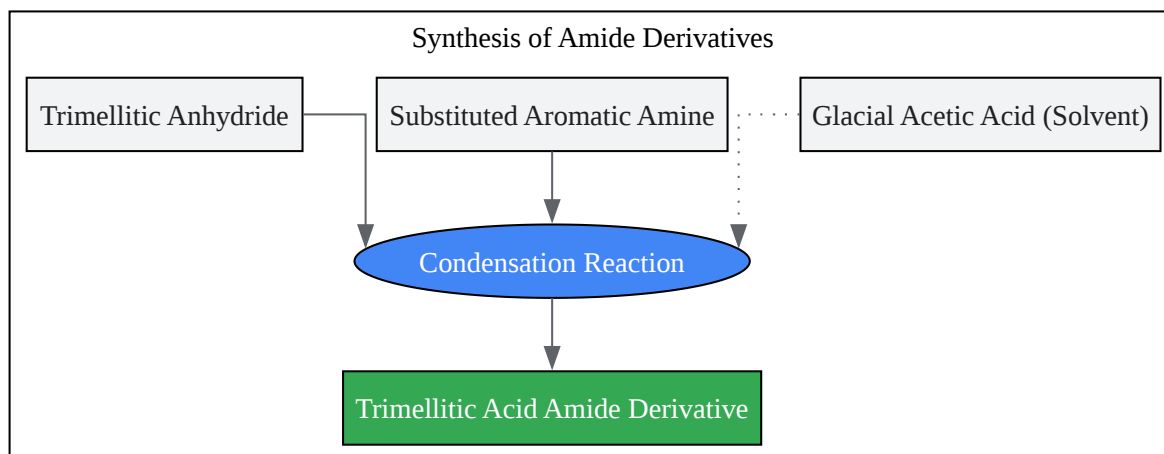 Synthesis of Amide Derivatives
Trimellitic Anhydride
Substituted Aromatic Amine
Glacial Acetic Acid (Solvent)
Condensation Reaction
Trimellitic Acid Amide Derivative